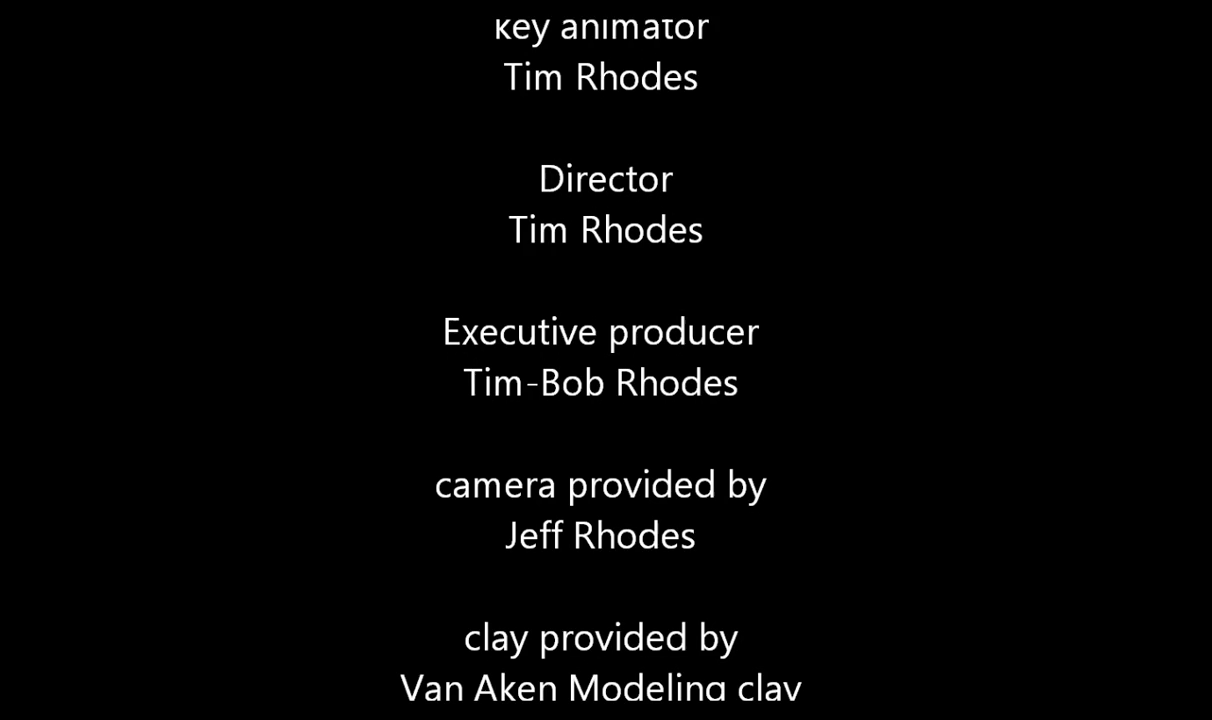 key animator
Tim Rhodes
Director
Tim Rhodes
Executive producer
Tim-Bob Rhodes
camera provided by
Jeff Rhodes
clay provided by
Van Aken Modeling clay